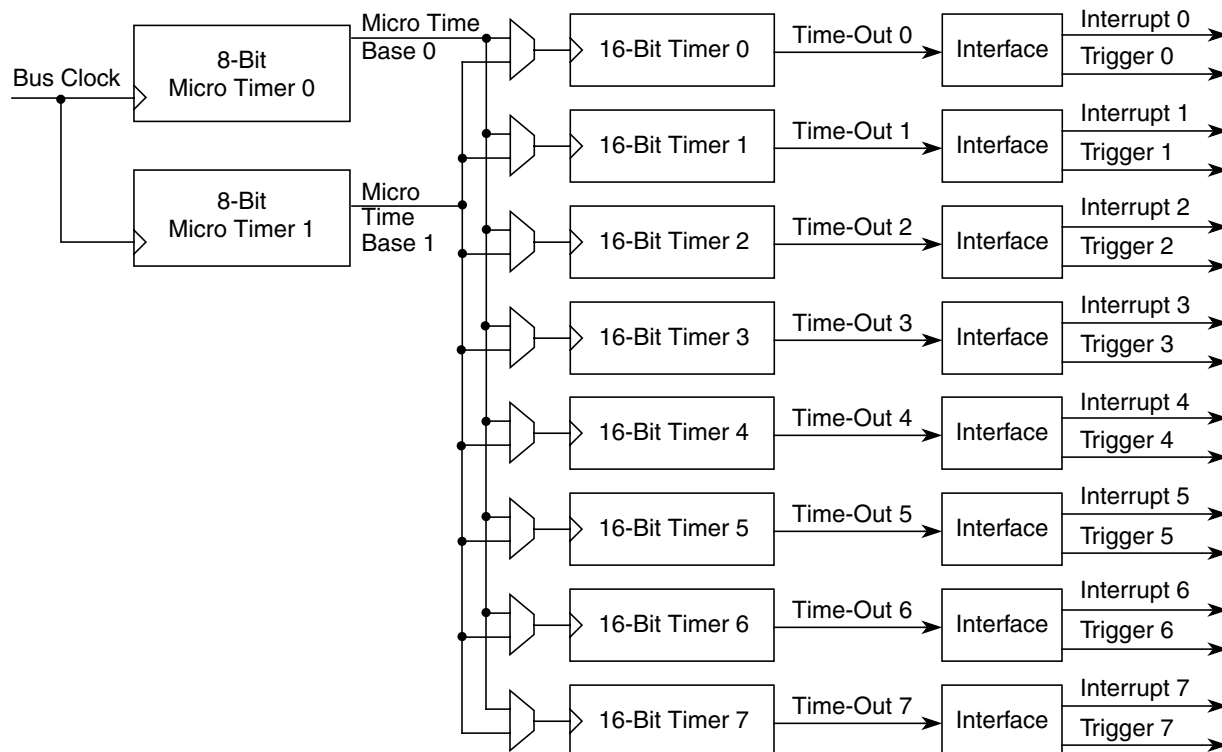 Bus Clock
8-Bit
Micro Timer 0
Micro Time
Base 0
8-Bit
Micro Timer 1
Micro
Time
Base 1
16-Bit Timer 0
Time-Out 0
Interface
Interrupt 0
Trigger 0
16-Bit Timer 1
Time-Out 1
Interface
Interrupt 1
Trigger 1
16-Bit Timer 2
Time-Out 2
Interface
Interrupt 2
Trigger 2
16-Bit Timer 3
Time-Out 3
Interface
Interrupt 3
Trigger 3
16-Bit Timer 4
Time-Out 4
Interface
Interrupt 4
Trigger 4
16-Bit Timer 5
Time-Out 5
Interface
Interrupt 5
Trigger 5
16-Bit Timer 6
Time-Out 6
Interface
Interrupt 6
Trigger 6
16-Bit Timer 7
Time-Out 7
Interface
Interrupt 7
Trigger 7